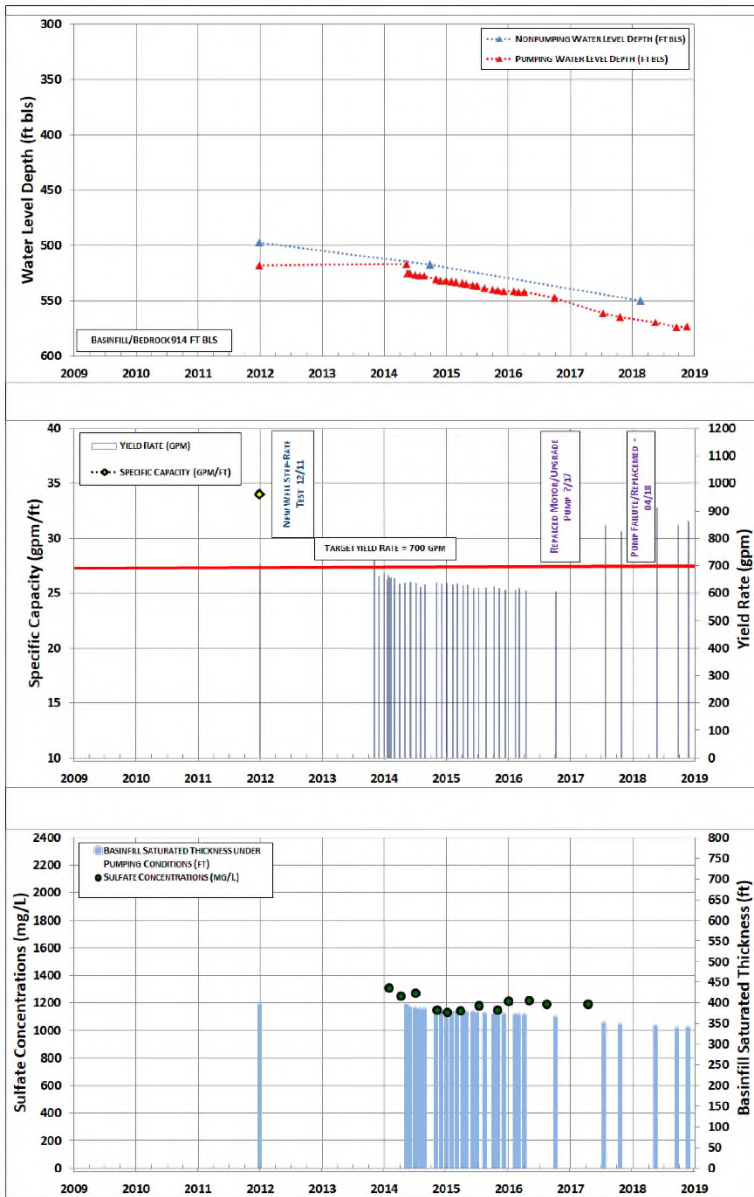 300
350
400
450
500
550
600
Water Level Depth (ft bls)
NONPUMPING WATER LEVEL DEPTH (FT BLS)
PUMPING WATER LEVEL DEPTH (FT BLS)
BASINFILL/BEDROCK 914 FT BLS
2009 2010 2011 2012 2013 2014 2015 2016 2017 2018 2019
40
35
30
25
20
15
10
Specific Capacity (gpm/ft)
YIELD RATE (GPM)
SPECIFIC CAPACITY (GPM/FT)
NEW WELL STEP-RATE
TEST 12/11
TARGET YIELD RATE = 700 GPM
REPALCED MOTOR/UPGRADE
PUMP ?/17
PUMP FAILUTE/REPLACED -
04/18
1200
1100
1000
900
800
700
600
500
400
300
200
100
0
Yield Rate (gpm)
2009 2010 2011 2012 2013 2014 2015 2016 2017 2018 2019
2400
2200
2000
1800
1600
1400
1200
1000
800
600
400
200
0
Sulfate Concentrations (mg/L)
BASINFILL SATURATED THICKNESS UNDER
PUMPING CONDITIONS (FT)
SULFATE CONCENTRATIONS (MG/L)
800
750
700
650
600
550
500
450
400
350
300
250
200
150
100
50
0
Basinfill Saturated Thickness (ft)
2009 2010 2011 2012 2013 2014 2015 2016 2017 2018 2019